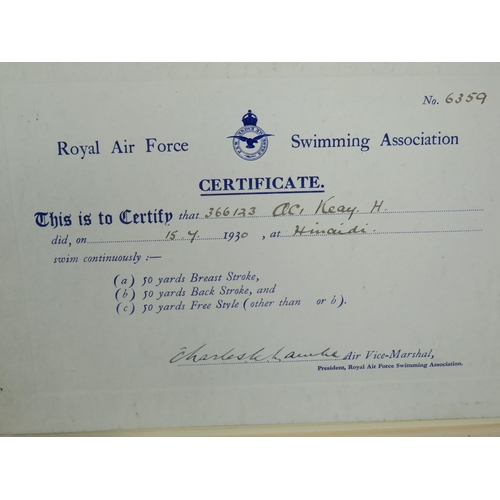 No. 6359
Royal Air Force Swimming Association
CERTIFICATE.
This is to Certify that 366123 AC1 Keay. H.
did, on 15.7 1930, at Hinaidi.
swim continuously :—
(a) 50 yards Breast Stroke,
(b) 50 yards Back Stroke, and
(c) 50 yards Free Style (other than or b).
Air Vice-Marshal,
President, Royal Air Force Swimming Association.